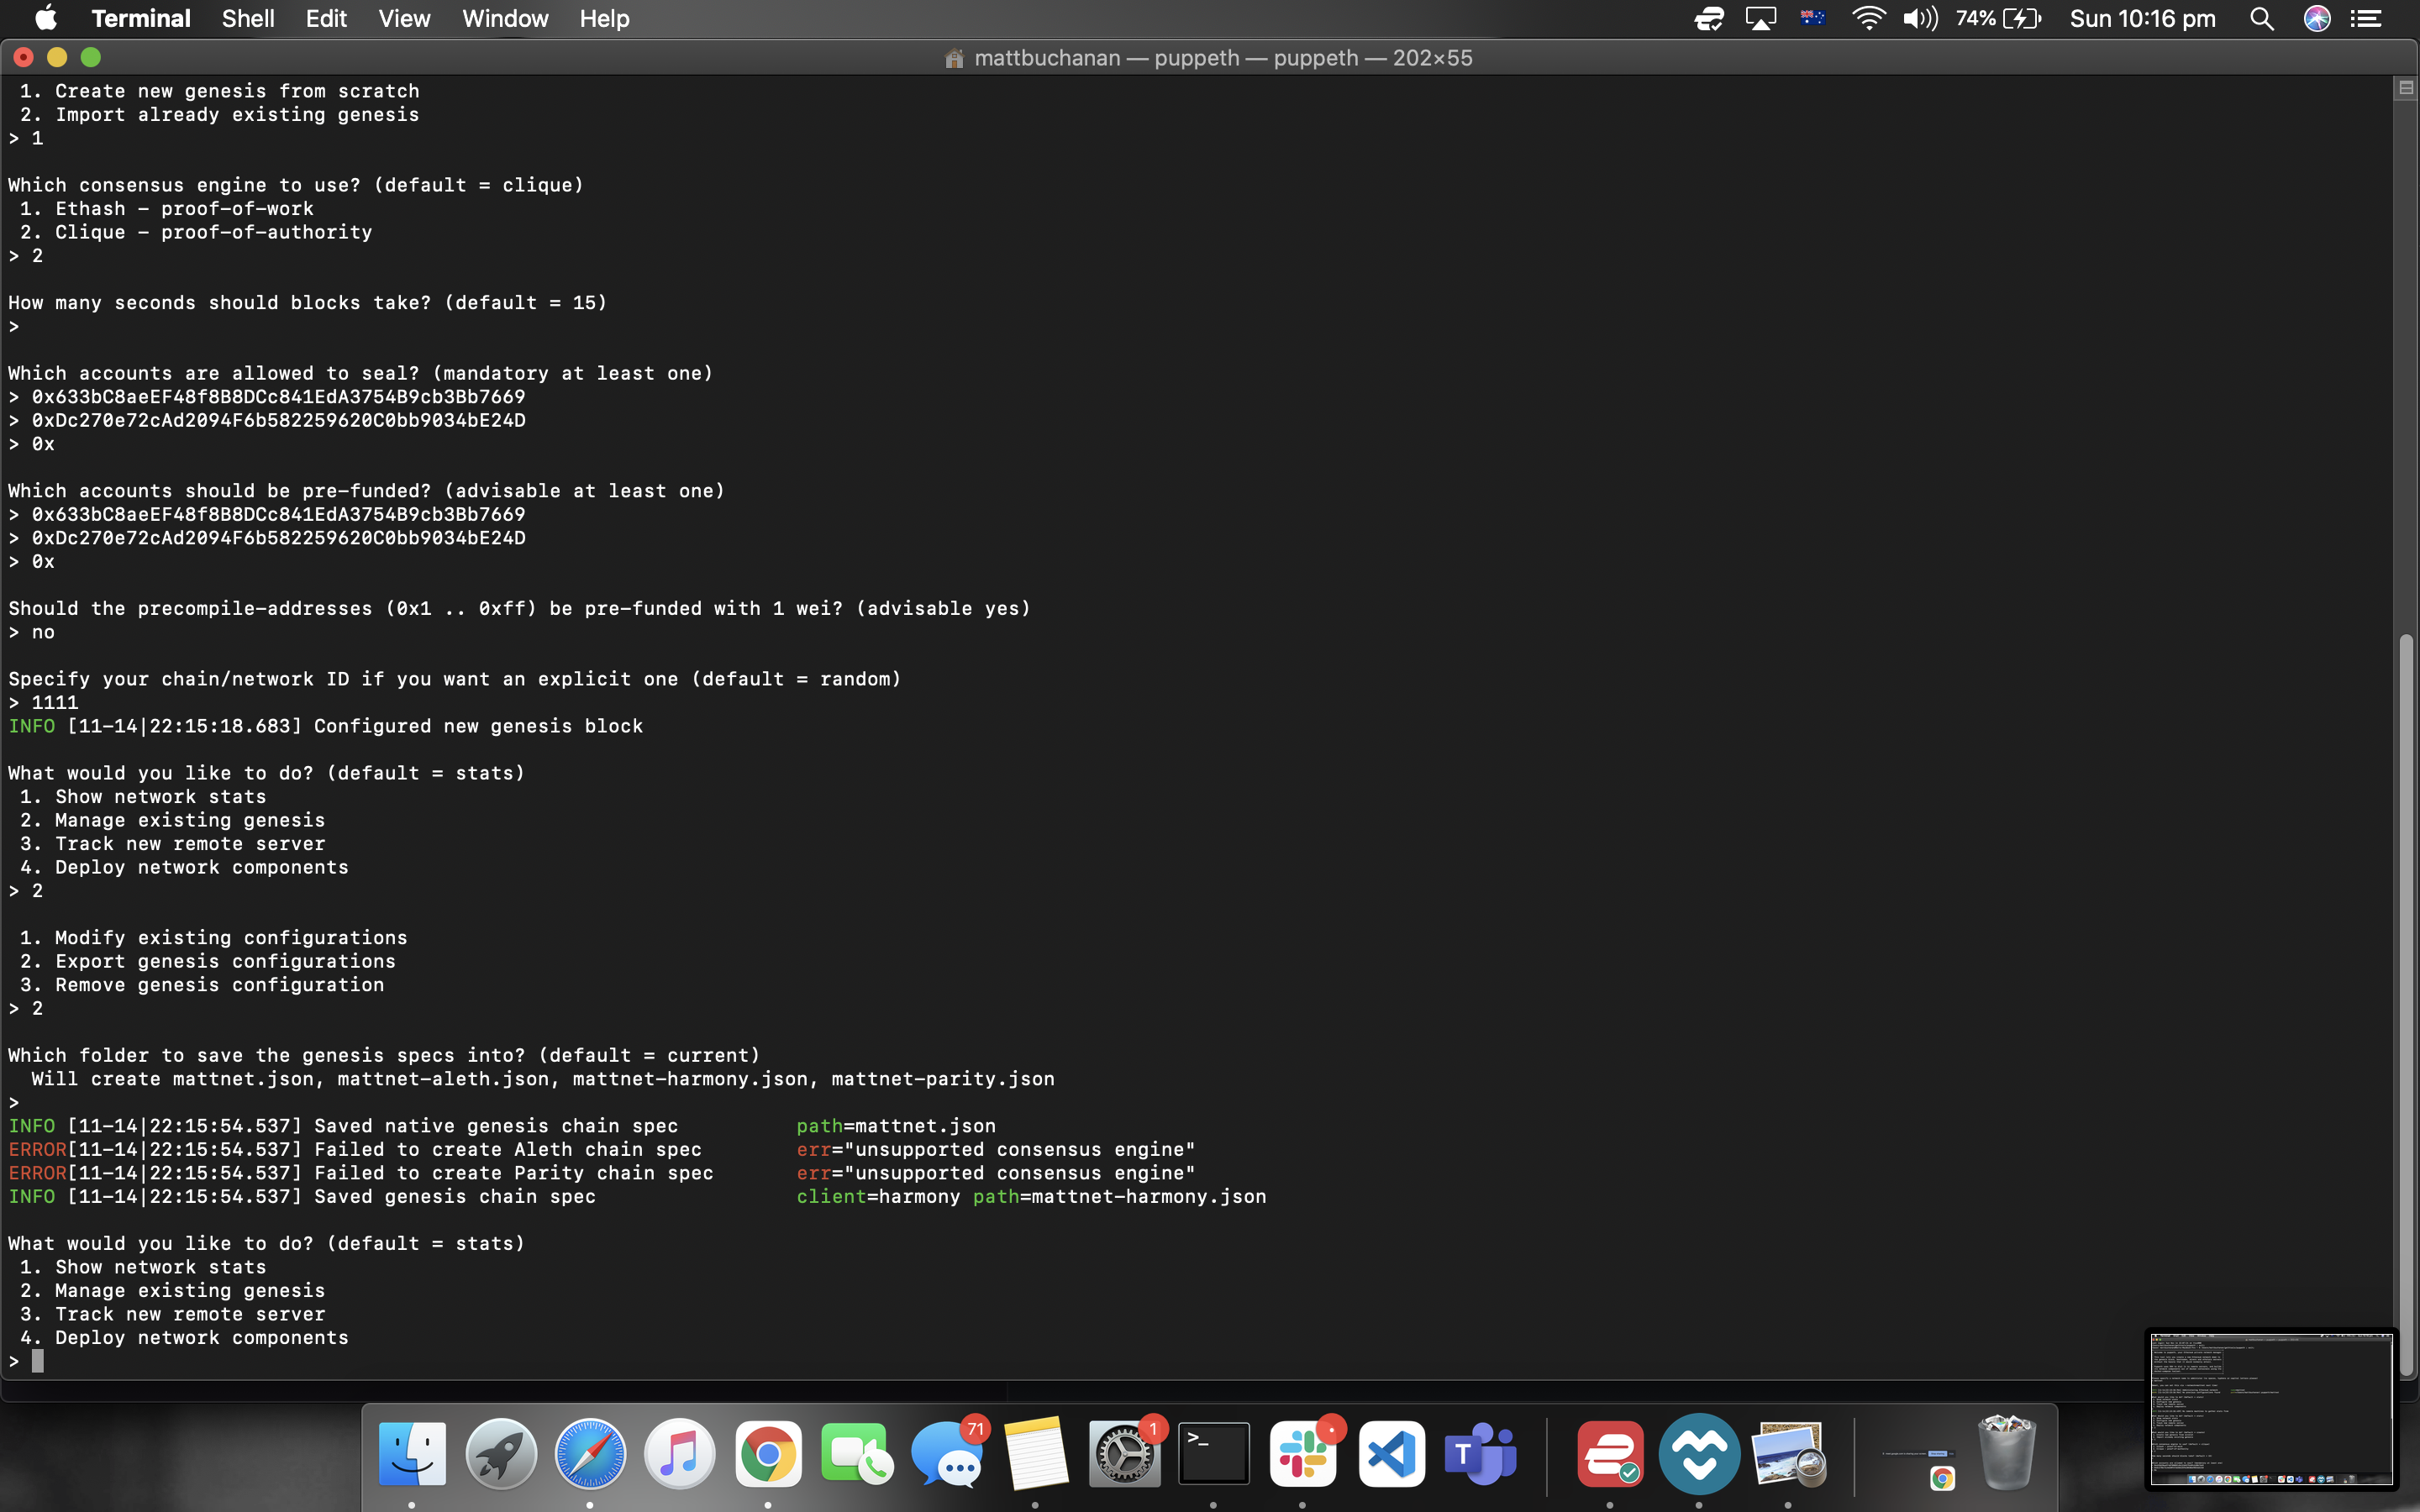 Terminal Shell Edit View Window Help 74% Sun 10:16 pm
mattbuchanan — puppeth — puppeth — 202×55
1. Create new genesis from scratch
2. Import already existing genesis
> 1
Which consensus engine to use? (default = clique)
1. Ethash - proof-of-work
2. Clique - proof-of-authority
> 2
How many seconds should blocks take? (default = 15)
>
Which accounts are allowed to seal? (mandatory at least one)
> 0x633bC8aeEF48f8B8DCc841EdA3754B9cb3Bb7669
> 0xDc270e72cAd2094F6b582259620C0bb9034bE24D
> 0x
Which accounts should be pre-funded? (advisable at least one)
> 0x633bC8aeEF48f8B8DCc841EdA3754B9cb3Bb7669
> 0xDc270e72cAd2094F6b582259620C0bb9034bE24D
> 0x
Should the precompile-addresses (0x1 .. 0xff) be pre-funded with 1 wei? (advisable yes)
> no
Specify your chain/network ID if you want an explicit one (default = random)
> 1111
INFO [11-14|22:15:18.683] Configured new genesis block
What would you like to do? (default = stats)
1. Show network stats
2. Manage existing genesis
3. Track new remote server
4. Deploy network components
> 2
1. Modify existing configurations
2. Export genesis configurations
3. Remove genesis configuration
> 2
Which folder to save the genesis specs into? (default = current)
Will create mattnet.json, mattnet-aleth.json, mattnet-harmony.json, mattnet-parity.json
>
INFO [11-14|22:15:54.537] Saved native genesis chain spec path=mattnet.json
ERROR[11-14|22:15:54.537] Failed to create Aleth chain spec err="unsupported consensus engine"
ERROR[11-14|22:15:54.537] Failed to create Parity chain spec err="unsupported consensus engine"
INFO [11-14|22:15:54.537] Saved genesis chain spec client=harmony path=mattnet-harmony.json
What would you like to do? (default = stats)
1. Show network stats
2. Manage existing genesis
3. Track new remote server
4. Deploy network components
>
71
1
>_
T